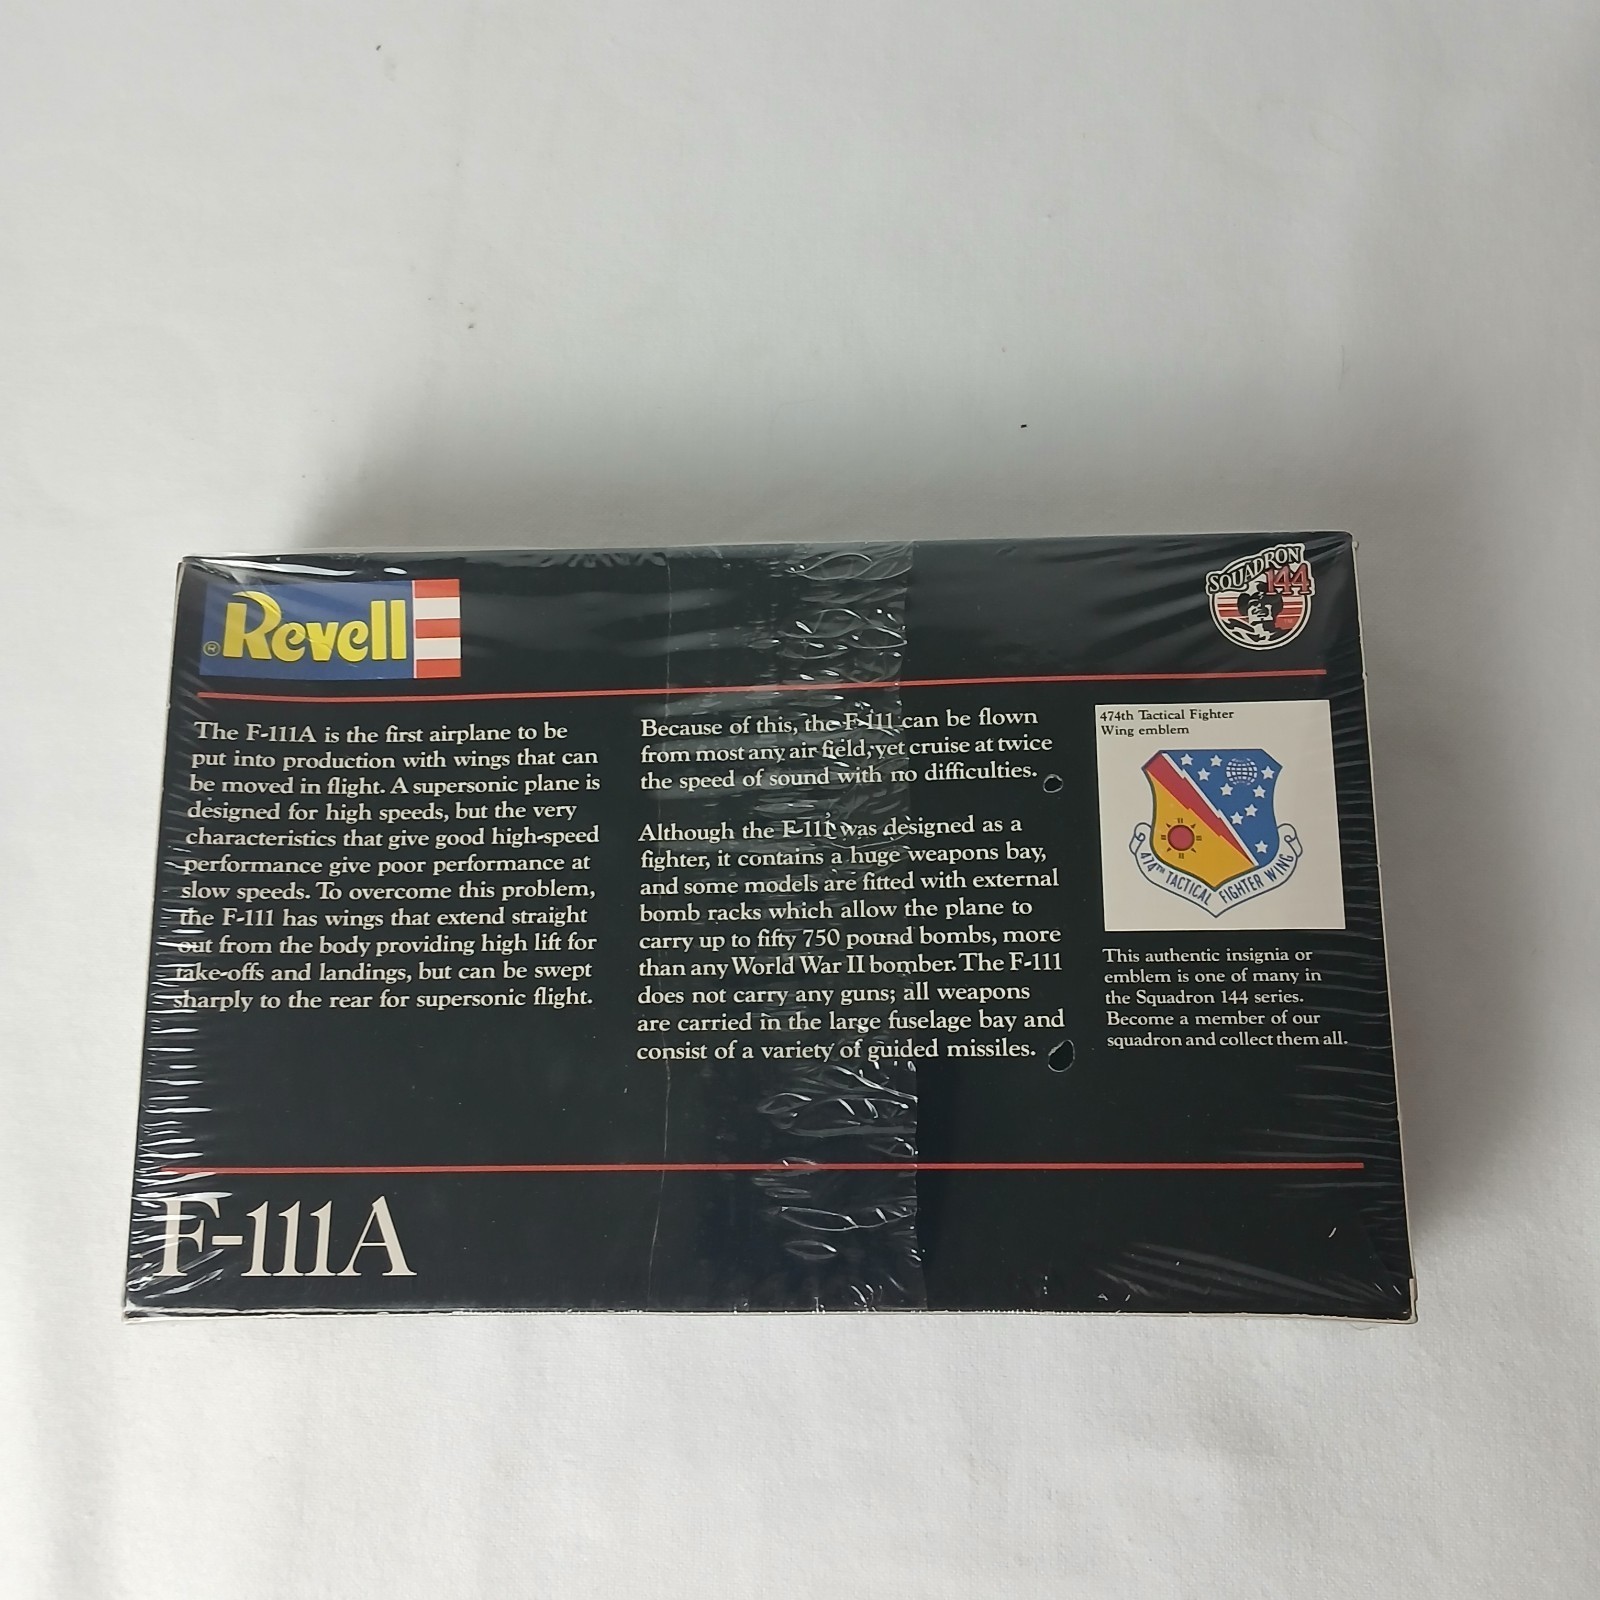 ® Revell
SQUADRON
144
The F-111A is the first airplane to be
put into production with wings that can
be moved in flight. A supersonic plane is
designed for high speeds, but the very
characteristics that give good high-speed
performance give poor performance at
slow speeds. To overcome this problem,
the F-111 has wings that extend straight
out from the body providing high lift for
take-offs and landings, but can be swept
sharply to the rear for supersonic flight.
Because of this, the F-111 can be flown
from most any air field, yet cruise at twice
the speed of sound with no difficulties.
Although the F-111 was designed as a
fighter, it contains a huge weapons bay,
and some models are fitted with external
bomb racks which allow the plane to
carry up to fifty 750 pound bombs, more
than any World War II bomber. The F-111
does not carry any guns; all weapons
are carried in the large fuselage bay and
consist of a variety of guided missiles.
474th Tactical Fighter
Wing emblem
474TH TACTICAL FIGHTER WING
This authentic insignia or
emblem is one of many in
the Squadron 144 series.
Become a member of our
squadron and collect them all.
F-111A